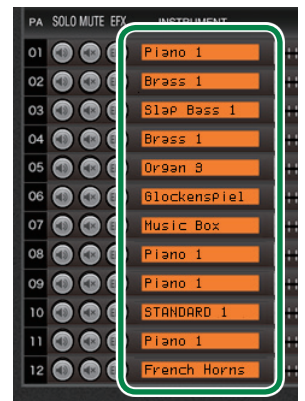 PA SOLO MUTE EFX INSTRUMENT
01 Piano 1
02 Brass 1
03 Slap Bass 1
04 Brass 1
05 Organ 3
06 Glockenspiel
07 Music Box
08 Piano 1
09 Piano 1
10 STANDARD 1
11 Piano 1
12 French Horns